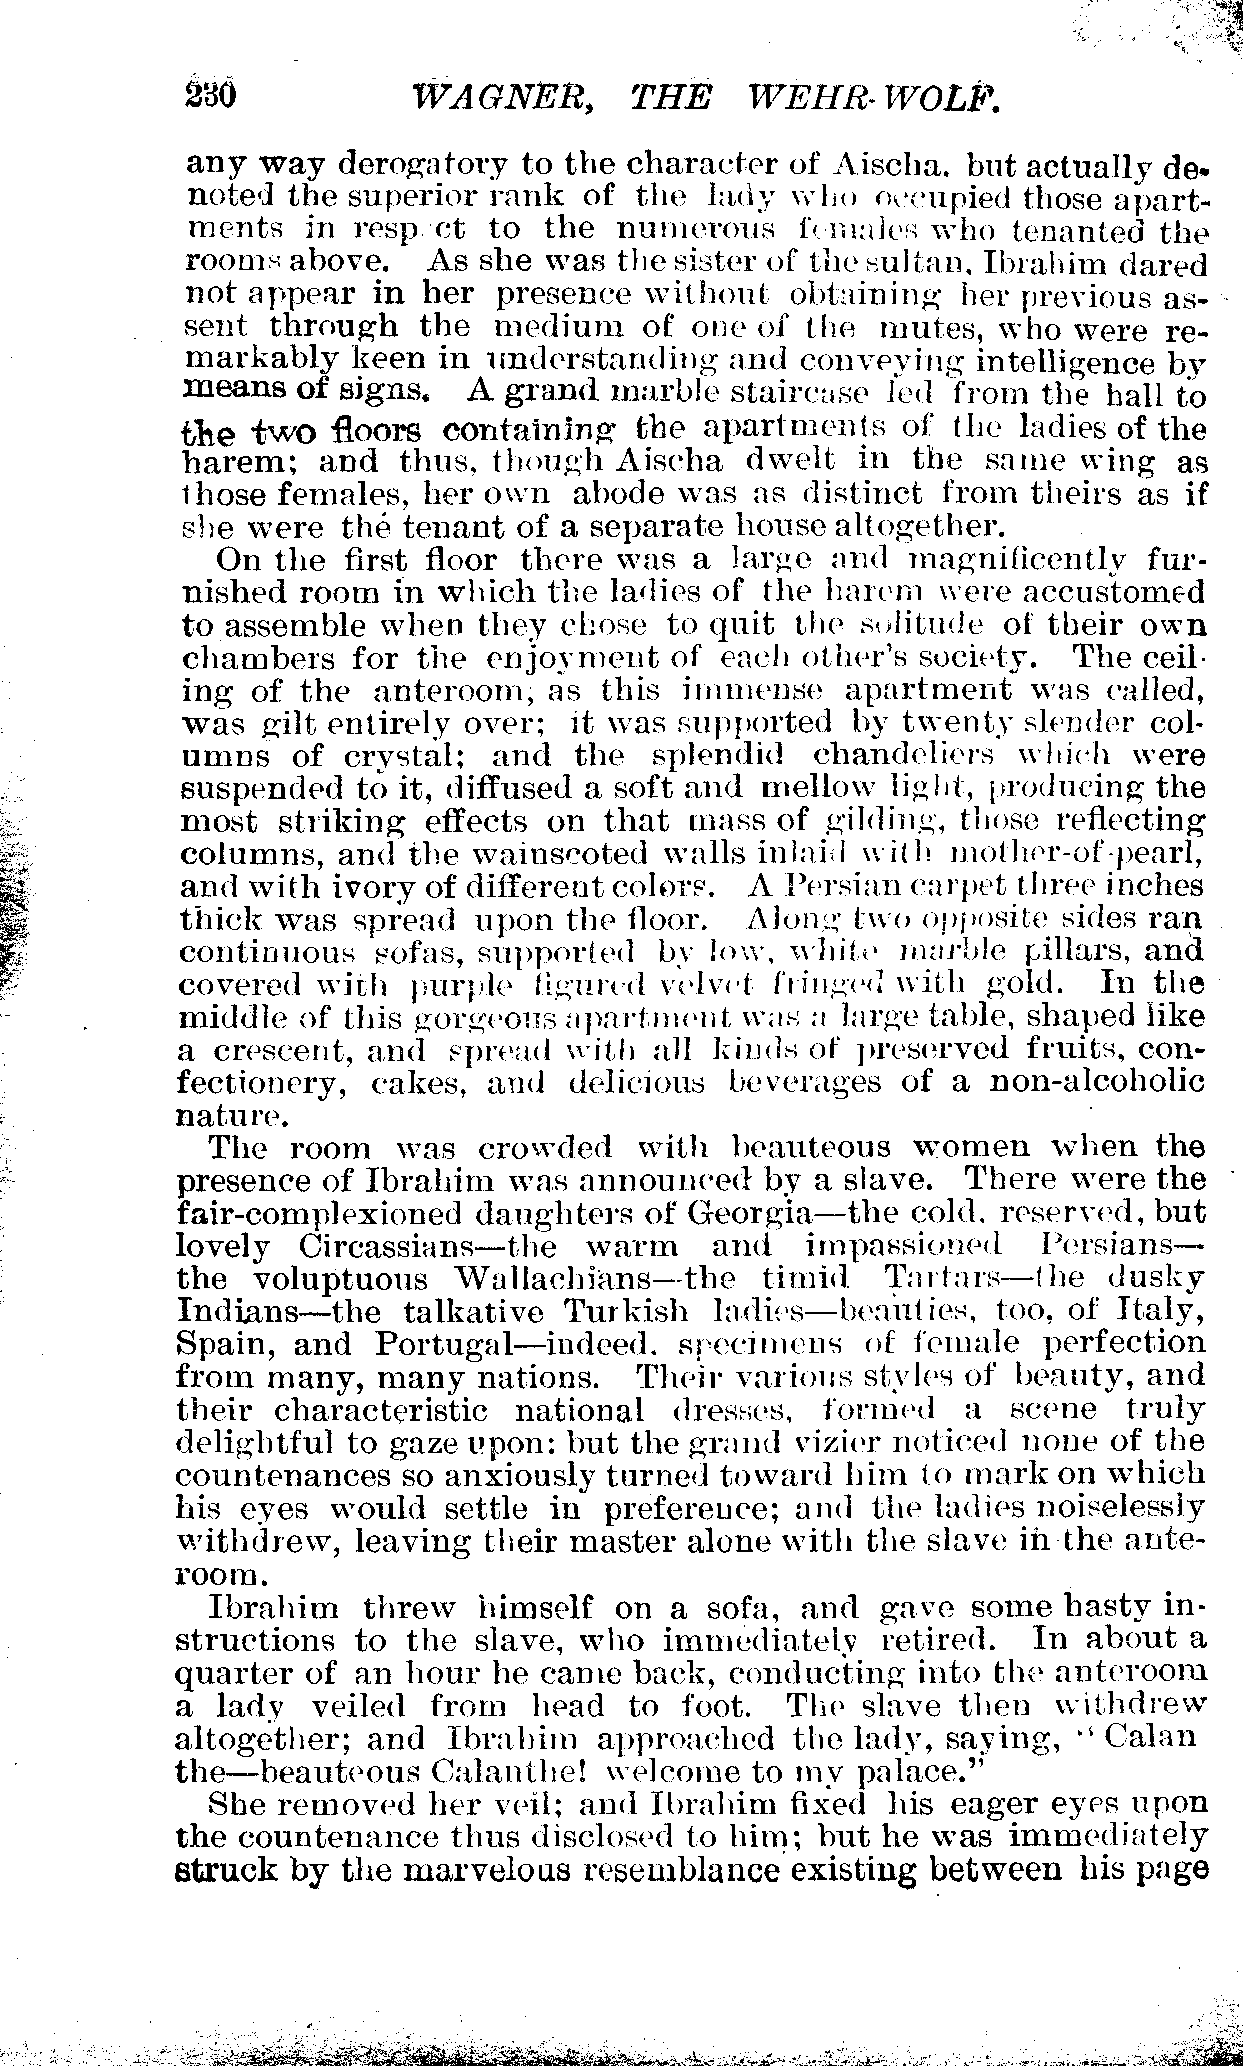 230 WAGNER, THE WEHR-WOLF.
any way derogatory to the character of Aischa. but actually de-
noted the superior rank of the lady who occupied those apart-
ments in resp ct to the numerous females who tenanted the
rooms above. As she was the sister of the sultan, Ibrahim dared
not appear in her presence without obtaining her previous as-
sent through the medium of one of the mutes, who were re-
markably keen in understanding and conveying intelligence by
means of signs. A grand marble staircase led from the hall to
the two floors containing the apartments of the ladies of the
harem; and thus, though Aischa dwelt in the same wing as
those females, her own abode was as distinct from theirs as if
she were the tenant of a separate house altogether.
On the first floor there was a large and magnificently fur-
nished room in which the ladies of the harem were accustomed
to assemble when they chose to quit the solitude of their own
chambers for the enjoyment of each other's society. The ceil-
ing of the anteroom, as this immense apartment was called,
was gilt entirely over; it was supported by twenty slender col-
umns of crystal; and the splendid chandeliers which were
suspended to it, diffused a soft and mellow light, producing the
most striking effects on that mass of gilding, those reflecting
columns, and the wainscoted walls inlaid with mother-of-pearl,
and with ivory of different colors. A Persian carpet three inches
thick was spread upon the floor. Along two opposite sides ran
continuous sofas, supported by low, white marble pillars, and
covered with purple figured velvet fringed with gold. In the
middle of this gorgeous apartment was a large table, shaped like
a crescent, and spread with all kinds of preserved fruits, con-
fectionery, cakes, and delicious beverages of a non-alcoholic
nature.
The room was crowded with beauteous women when the
presence of Ibrahim was announced by a slave. There were the
fair-complexioned daughters of Georgia—the cold, reserved, but
lovely Circassians—the warm and impassioned Persians—
the voluptuous Wallachians—the timid Tartars—the dusky
Indians—the talkative Turkish ladies—beauties, too, of Italy,
Spain, and Portugal—indeed. specimens of female perfection
from many, many nations. Their various styles of beauty, and
their characteristic national dresses, formed a scene truly
delightful to gaze upon: but the grand vizier noticed none of the
countenances so anxiously turned toward him to mark on which
his eyes would settle in preference; and the ladies noiselessly
withdrew, leaving their master alone with the slave in the ante-
room.
Ibrahim threw himself on a sofa, and gave some hasty in-
structions to the slave, who immediately retired. In about a
quarter of an hour he came back, conducting into the anteroom
a lady veiled from head to foot. The slave then withdrew
altogether; and Ibrahim approached the lady, saying, "Calan
the—beauteous Calanthe! welcome to my palace."
She removed her veil; and Ibrahim fixed his eager eyes upon
the countenance thus disclosed to him; but he was immediately
struck by the marvelous resemblance existing between his page